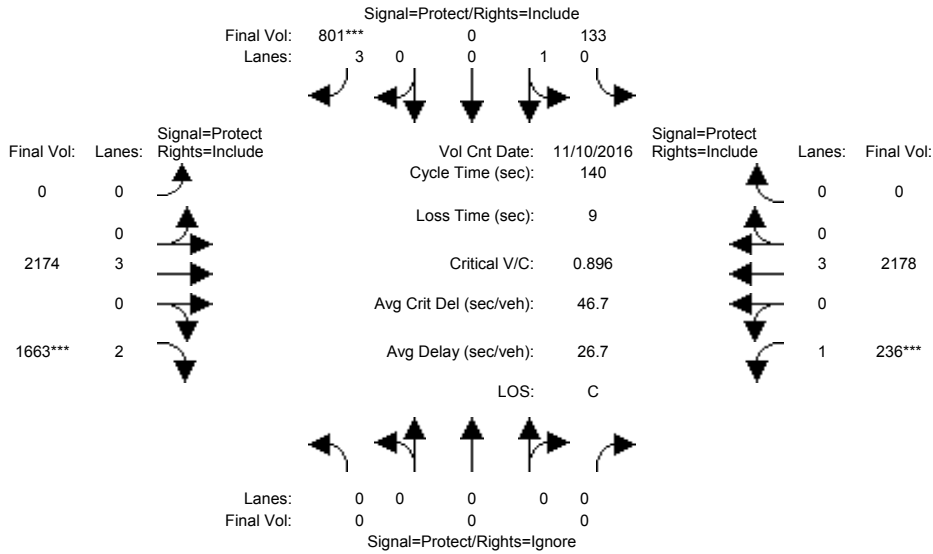 Signal=Protect/Rights=Include
Final Vol: 801*** 0 133
Lanes: 3 0 0 1 0
Signal=Protect Signal=Protect
Final Vol: Lanes: Rights=Include Vol Cnt Date: 11/10/2016 Rights=Include Lanes: Final Vol:
Cycle Time (sec): 140
0 0 0 0
Loss Time (sec): 9
0 0
2174 3 Critical V/C: 0.896 3 2178
0 Avg Crit Del (sec/veh): 46.7 0
1663*** 2 Avg Delay (sec/veh): 26.7 1 236***
LOS: C
Lanes: 0 0 0 0 0
Final Vol: 0 0 0
Signal=Protect/Rights=Ignore